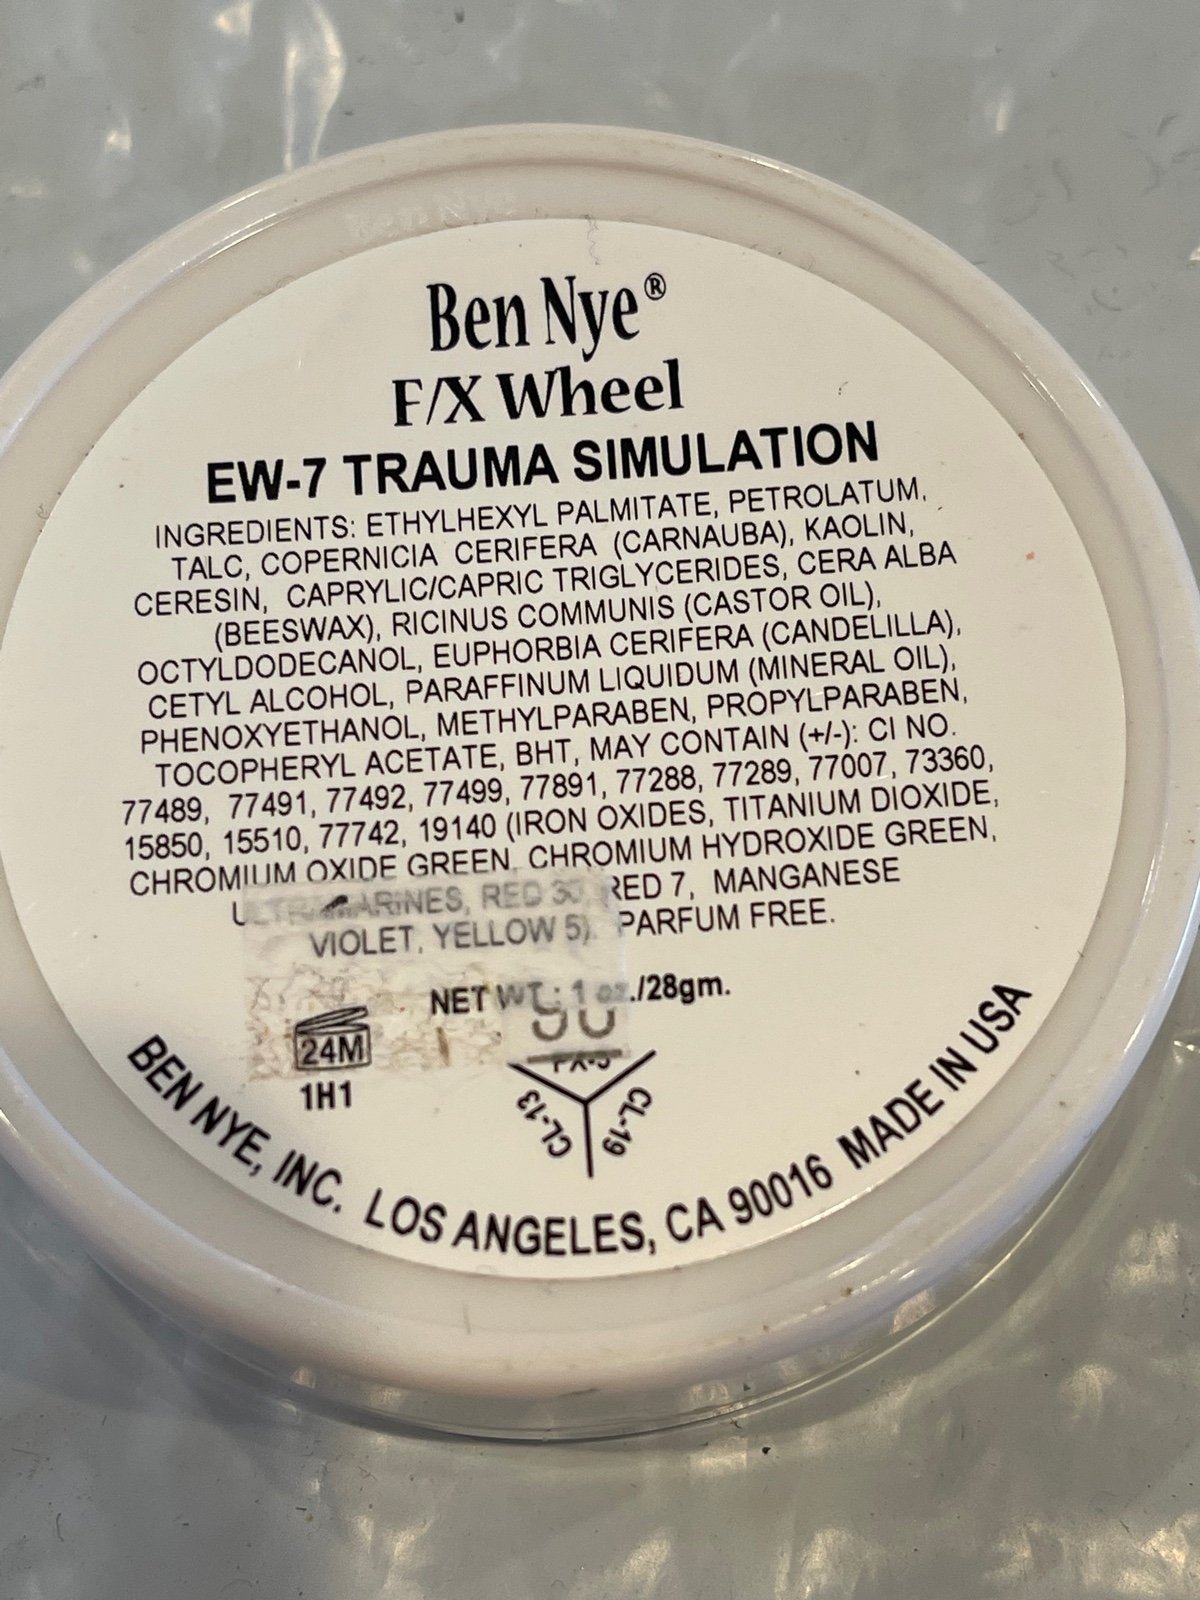 Ben Nye®
F/X Wheel
EW-7 TRAUMA SIMULATION
INGREDIENTS: ETHYLHEXYL PALMITATE, PETROLATUM,
TALC, COPERNICIA CERIFERA (CARNAUBA), KAOLIN,
CERESIN, CAPRYLIC/CAPRIC TRIGLYCERIDES, CERA ALBA
(BEESWAX), RICINUS COMMUNIS (CASTOR OIL),
OCTYLDODECANOL, EUPHORBIA CERIFERA (CANDELILLA),
CETYL ALCOHOL, PARAFFINUM LIQUIDUM (MINERAL OIL),
PHENOXYETHANOL, METHYLPARABEN, PROPYLPARABEN,
TOCOPHERYL ACETATE, BHT, MAY CONTAIN (+/-): CI NO.
77489, 77491, 77492, 77499, 77891, 77288, 77289, 77007, 73360,
15850, 15510, 77742, 19140 (IRON OXIDES, TITANIUM DIOXIDE,
CHROMIUM OXIDE GREEN, CHROMIUM HYDROXIDE GREEN,
ULTRAMARINES, RED 30, RED 7, MANGANESE
VIOLET, YELLOW 5). PARFUM FREE.
NET WT.: 1 oz./28gm.
24M
1H1
CL-13
CL-19
BEN NYE, INC. LOS ANGELES, CA 90016 MADE IN USA